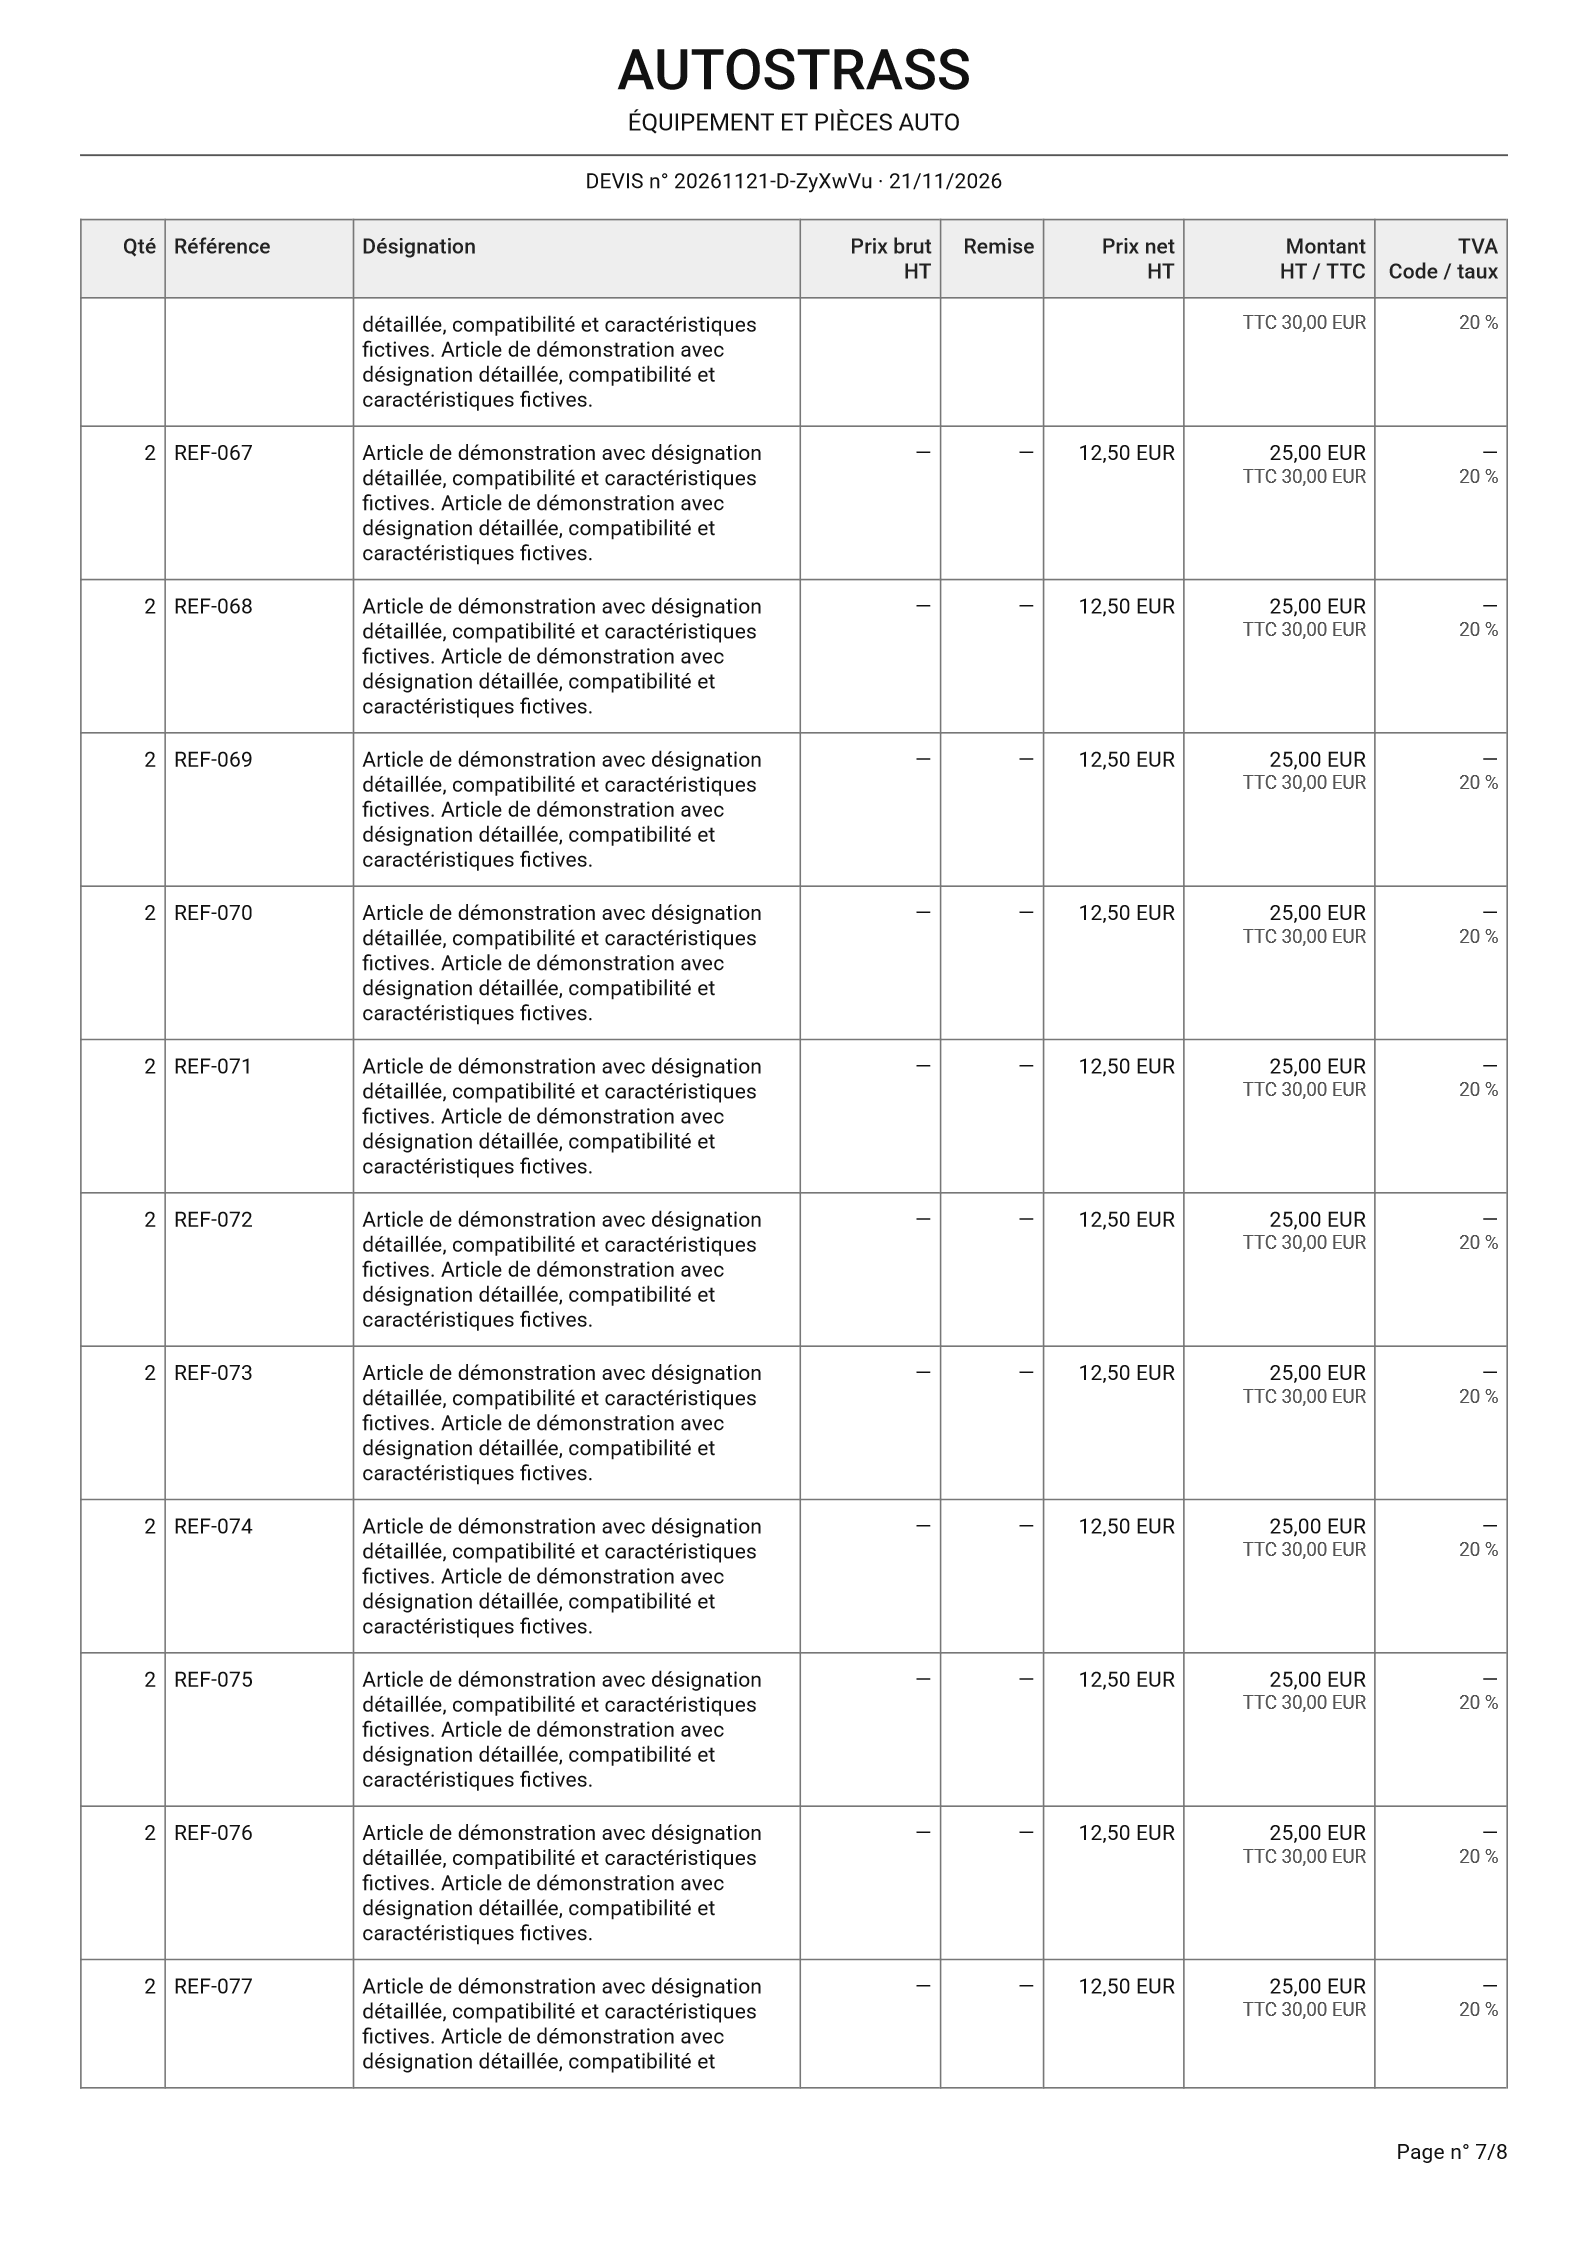 AUTOSTRASS
ÉQUIPEMENT ET PIÈCES AUTO
DEVIS n° 20261121-D-ZyXwVu · 21/11/2026
Qté Référence Désignation Prix brut Remise Prix net Montant TVA
HT HT HT / TTC Code / taux
détaillée, compatibilité et caractéristiques TTC 30,00 EUR 20 %
fictives. Article de démonstration avec
désignation détaillée, compatibilité et
caractéristiques fictives.
2 REF-067 Article de démonstration avec désignation — — 12,50 EUR 25,00 EUR —
détaillée, compatibilité et caractéristiques TTC 30,00 EUR 20 %
fictives. Article de démonstration avec
désignation détaillée, compatibilité et
caractéristiques fictives.
2 REF-068 Article de démonstration avec désignation — — 12,50 EUR 25,00 EUR —
détaillée, compatibilité et caractéristiques TTC 30,00 EUR 20 %
fictives. Article de démonstration avec
désignation détaillée, compatibilité et
caractéristiques fictives.
2 REF-069 Article de démonstration avec désignation — — 12,50 EUR 25,00 EUR —
détaillée, compatibilité et caractéristiques TTC 30,00 EUR 20 %
fictives. Article de démonstration avec
désignation détaillée, compatibilité et
caractéristiques fictives.
2 REF-070 Article de démonstration avec désignation — — 12,50 EUR 25,00 EUR —
détaillée, compatibilité et caractéristiques TTC 30,00 EUR 20 %
fictives. Article de démonstration avec
désignation détaillée, compatibilité et
caractéristiques fictives.
2 REF-071 Article de démonstration avec désignation — — 12,50 EUR 25,00 EUR —
détaillée, compatibilité et caractéristiques TTC 30,00 EUR 20 %
fictives. Article de démonstration avec
désignation détaillée, compatibilité et
caractéristiques fictives.
2 REF-072 Article de démonstration avec désignation — — 12,50 EUR 25,00 EUR —
détaillée, compatibilité et caractéristiques TTC 30,00 EUR 20 %
fictives. Article de démonstration avec
désignation détaillée, compatibilité et
caractéristiques fictives.
2 REF-073 Article de démonstration avec désignation — — 12,50 EUR 25,00 EUR —
détaillée, compatibilité et caractéristiques TTC 30,00 EUR 20 %
fictives. Article de démonstration avec
désignation détaillée, compatibilité et
caractéristiques fictives.
2 REF-074 Article de démonstration avec désignation — — 12,50 EUR 25,00 EUR —
détaillée, compatibilité et caractéristiques TTC 30,00 EUR 20 %
fictives. Article de démonstration avec
désignation détaillée, compatibilité et
caractéristiques fictives.
2 REF-075 Article de démonstration avec désignation — — 12,50 EUR 25,00 EUR —
détaillée, compatibilité et caractéristiques TTC 30,00 EUR 20 %
fictives. Article de démonstration avec
désignation détaillée, compatibilité et
caractéristiques fictives.
2 REF-076 Article de démonstration avec désignation — — 12,50 EUR 25,00 EUR —
détaillée, compatibilité et caractéristiques TTC 30,00 EUR 20 %
fictives. Article de démonstration avec
désignation détaillée, compatibilité et
caractéristiques fictives.
2 REF-077 Article de démonstration avec désignation — — 12,50 EUR 25,00 EUR —
détaillée, compatibilité et caractéristiques TTC 30,00 EUR 20 %
fictives. Article de démonstration avec
désignation détaillée, compatibilité et
Page n° 7/8